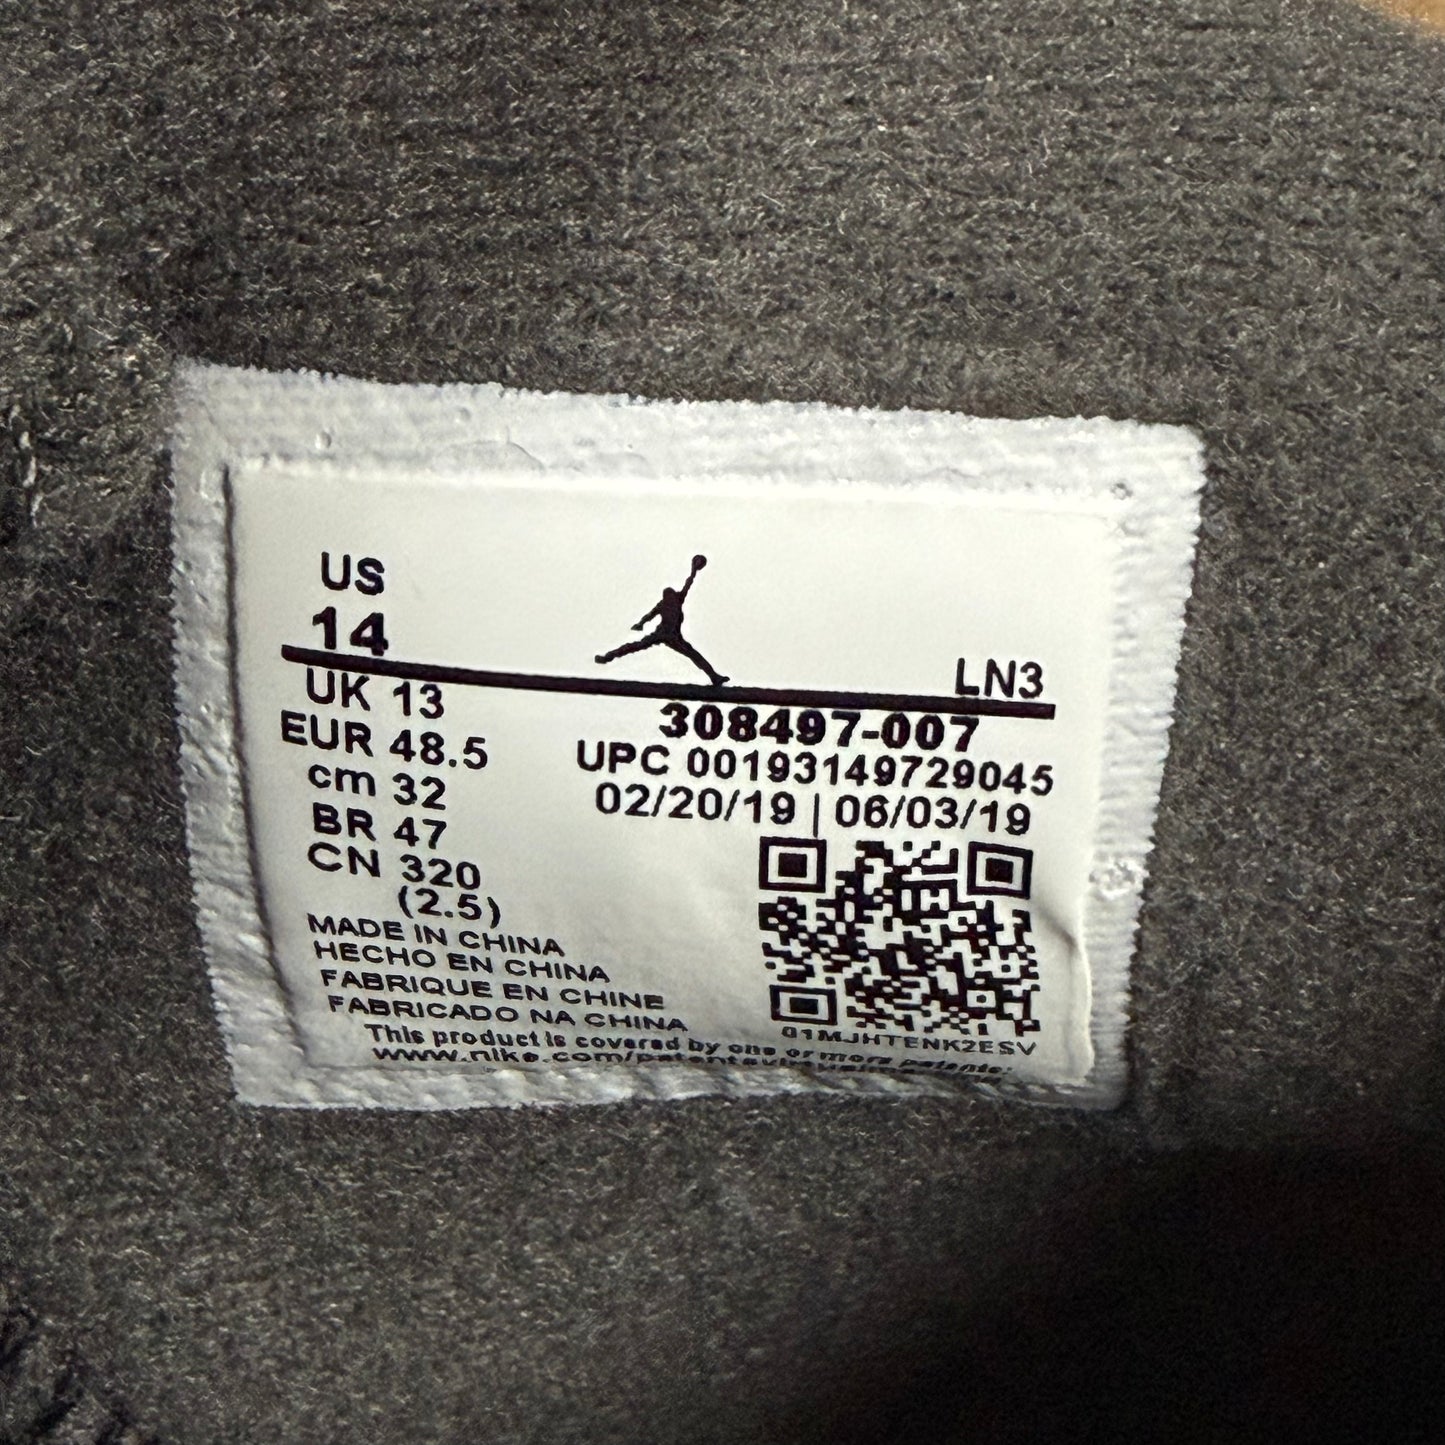 US
14
LN3
UK 13
308497-007
EUR 48.5
UPC 00193149729045
cm 32
02/20/19 | 06/03/19
BR 47
CN 320
(2.5)
MADE IN CHINA
HECHO EN CHINA
FABRIQUE EN CHINE
FABRICADO NA CHINA
01MJHTENK2ESV
This product is covered by one or more patents:
www.nike.com/patents